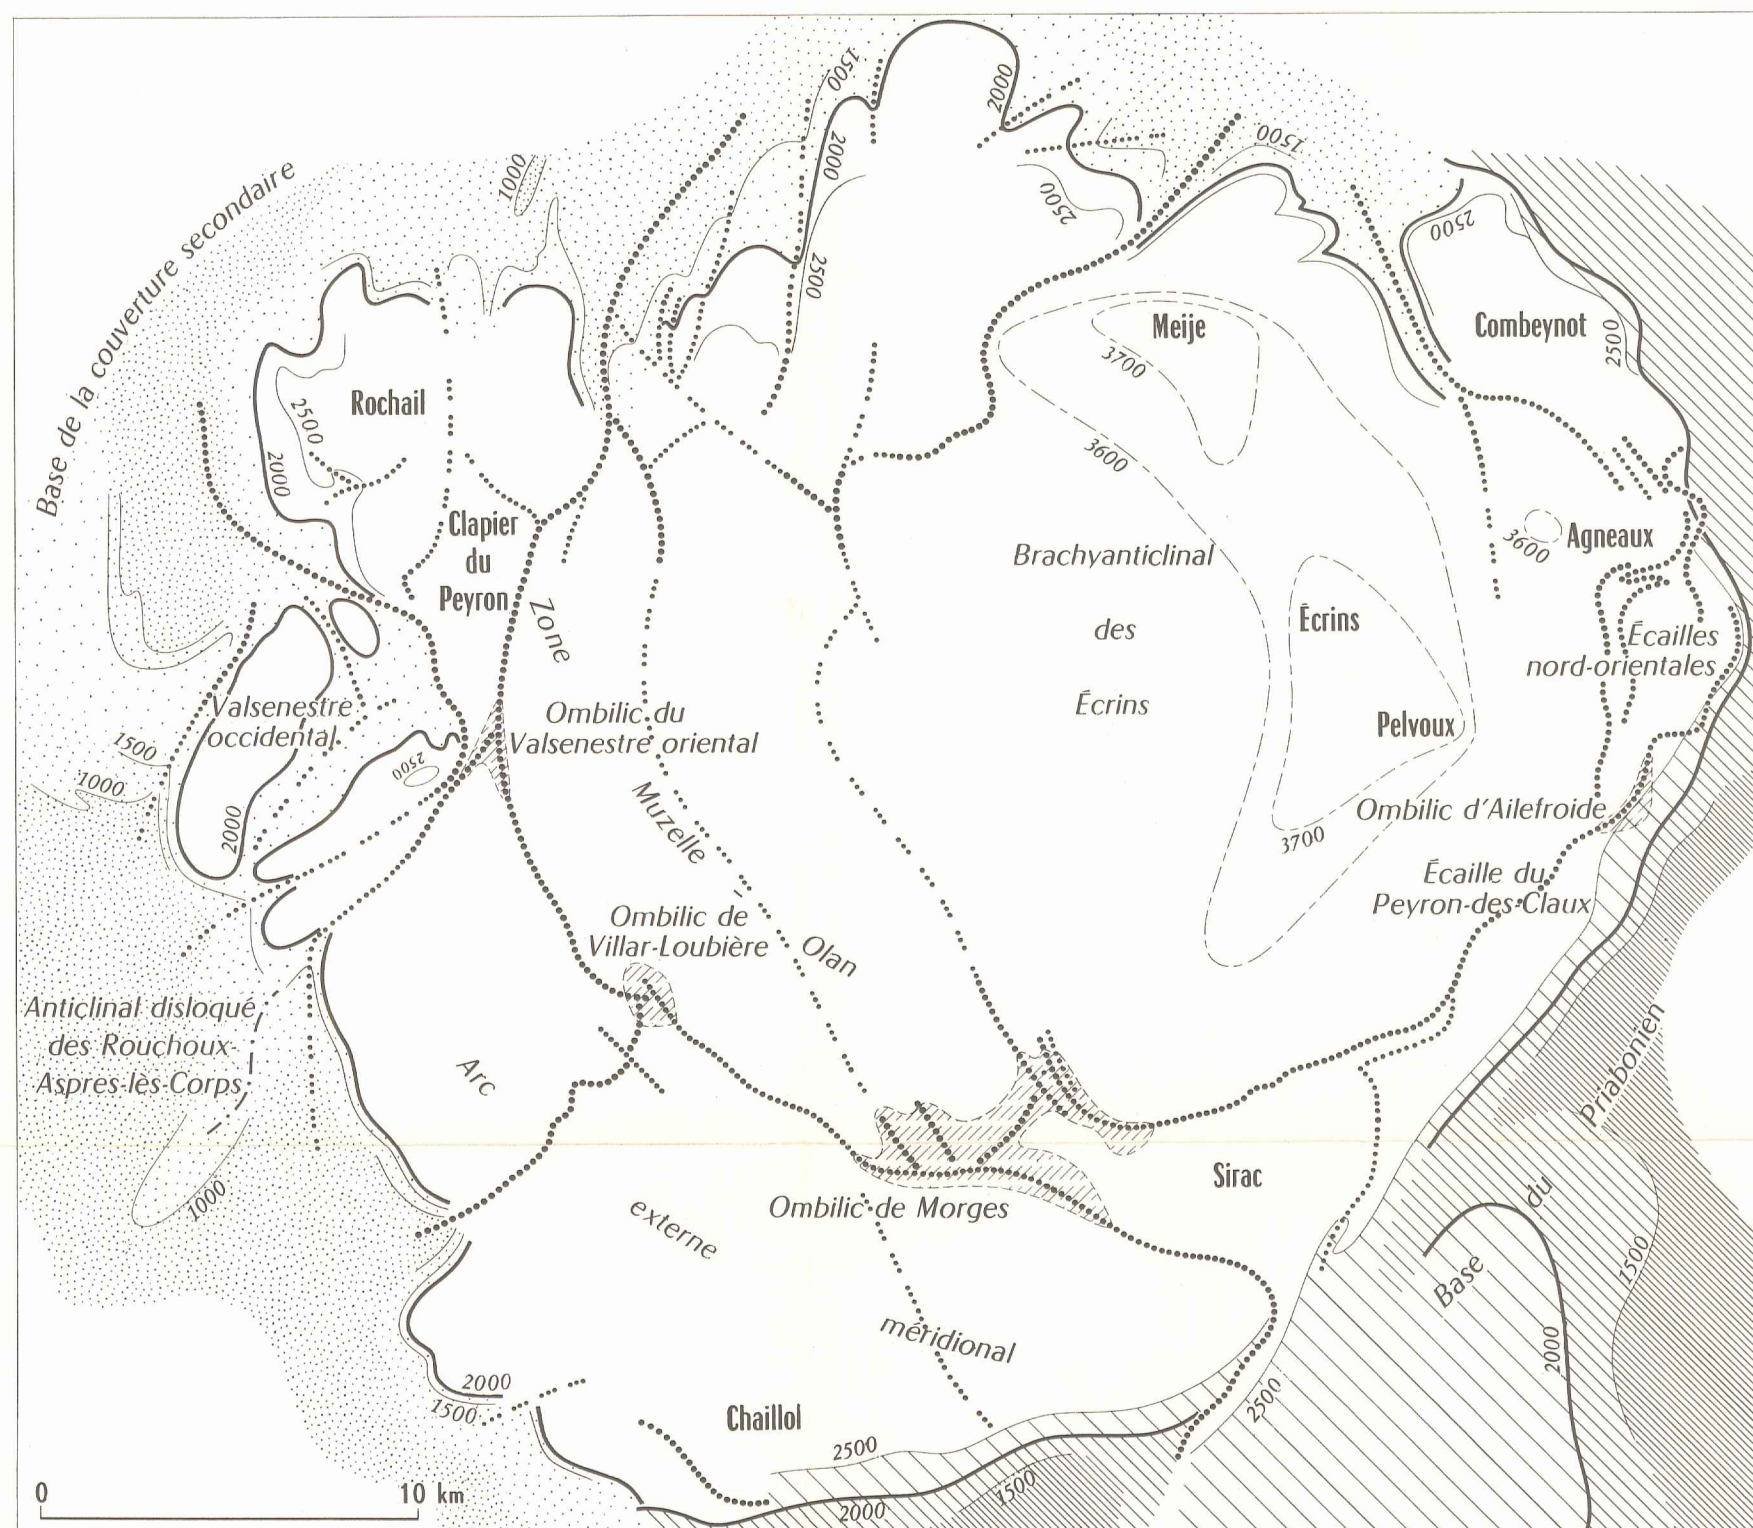 1500
2000
2000
1500
1000
2000
2500
2500
2500
2500
Base de la couverture secondaire
Meije
3700
Combeynot
2500
Rochail
2500
2000
3600
Clapier
du
Peyron
Brachyanticlinal
des
Écrins
3600
Agneaux
Écrins
Écailles
nord-orientales
Zone
Muzelle
-
Olan
Valsenestre
occidental
1500
1000
2000
2500
Ombilic du
Valsenestre oriental
Pelvoux
3700
Ombilic d'Ailefroide
Écaille du
Peyron-des-Claux
Ombilic de
Villar-Loubière
Anticlinal disloqué
des Rouchoux-
Aspres-lès-Corps
1000
Arc
externe
méridional
Ombilic de Morges
Sirac
Base
du
Priabonien
1500
2000
2500
2000
1500
Chaillol
2500
2000
1500
0
10 km